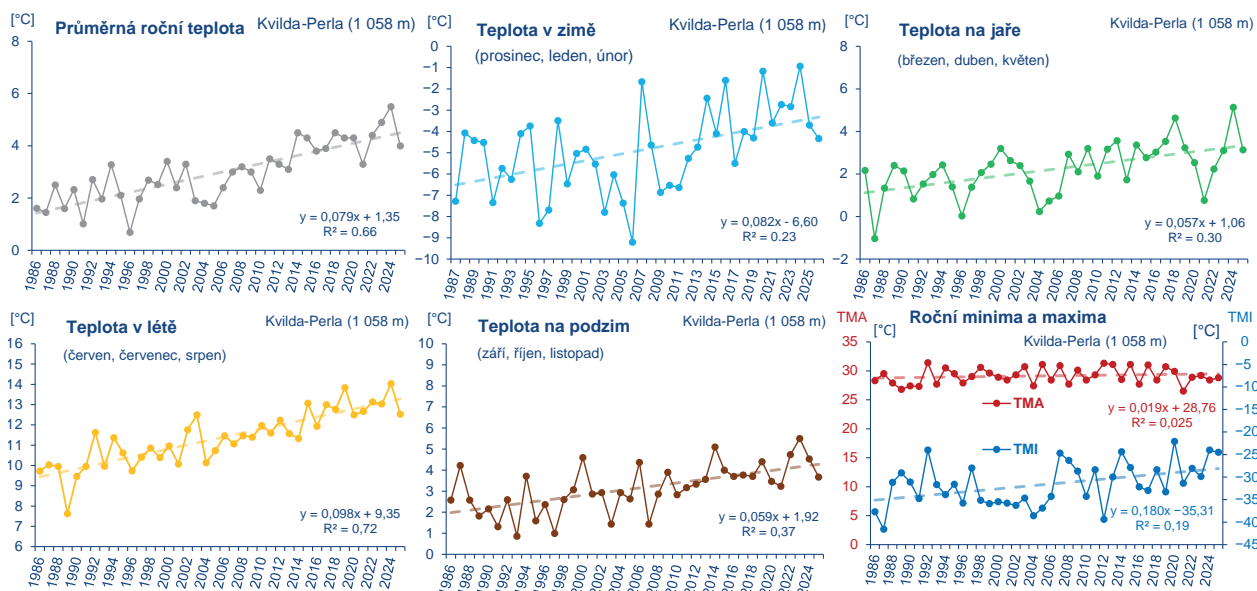 [°C]
Průměrná roční teplota
Kvilda-Perla (1 058 m)
8
6
4
2
0
y = 0,079x + 1,35
R² = 0.66
1986 1988 1990 1992 1994 1996 1998 2000 2002 2004 2006 2008 2010 2012 2014 2016 2018 2020 2022 2024
[°C]
Teplota v zimě
Kvilda-Perla (1 058 m)
(prosinec, leden, únor)
0
−1
−2
−3
−4
−5
−6
−7
−8
−9
−10
y = 0,082x - 6,60
R² = 0.23
1987 1989 1991 1993 1995 1997 1999 2001 2003 2005 2007 2009 2011 2013 2015 2017 2019 2021 2023 2025
[°C]
Teplota na jaře
Kvilda-Perla (1 058 m)
(březen, duben, květen)
8
6
4
2
0
−2
y = 0,057x + 1,06
R² = 0.30
1986 1988 1990 1992 1994 1996 1998 2000 2002 2004 2006 2008 2010 2012 2014 2016 2018 2020 2022 2024
[°C]
Teplota v létě
Kvilda-Perla (1 058 m)
(červen, červenec, srpen)
16
15
14
13
12
11
10
9
8
7
6
y = 0,098x + 9,35
R² = 0,72
1986 1988 1990 1992 1994 1996 1998 2000 2002 2004 2006 2008 2010 2012 2014 2016 2018 2020 2022 2024
[°C]
Teplota na podzim
Kvilda-Perla (1 058 m)
(září, říjen, listopad)
10
9
8
7
6
5
4
3
2
1
0
y = 0,059x + 1,92
R² = 0,37
1986 1988 1990 1992 1994 1996 1998 2000 2002 2004 2006 2008 2010 2012 2014 2016 2018 2020 2022 2024
TMA
Roční minima a maxima
TMI
[°C]
[°C]
Kvilda-Perla (1 058 m)
35
30
25
20
15
10
5
0
0
−5
−10
−15
−20
−25
−30
−35
−40
−45
TMA
y = 0,019x + 28,76
R² = 0,025
TMI
y = 0,180x −35,31
R² = 0,19
1986 1988 1990 1992 1994 1996 1998 2000 2002 2004 2006 2008 2010 2012 2014 2016 2018 2020 2022 2024